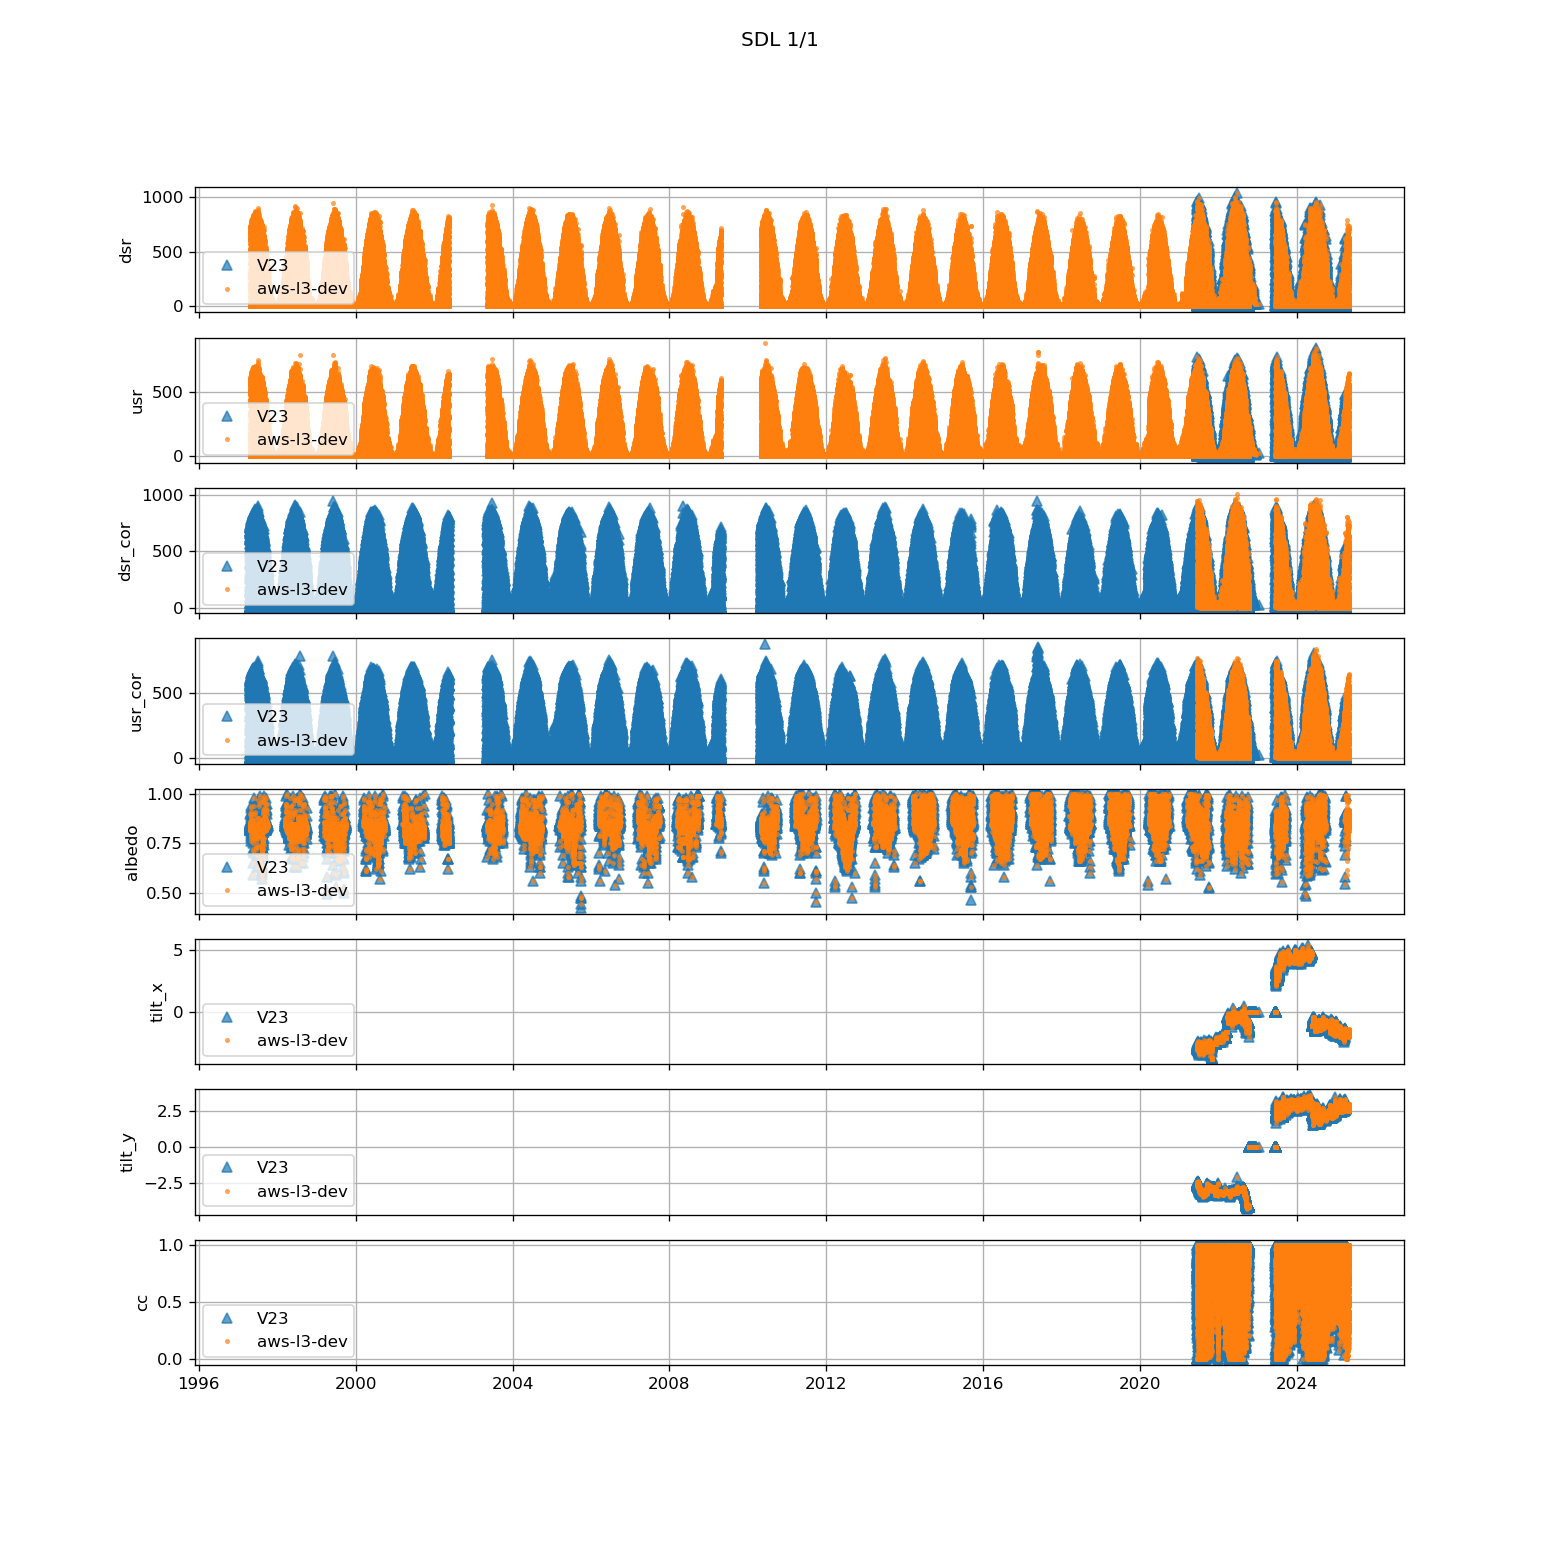 SDL 1/1
dsr
1000
500
0
V23
aws-l3-dev
usr
500
0
V23
aws-l3-dev
dsr_cor
1000
500
0
V23
aws-l3-dev
usr_cor
500
0
V23
aws-l3-dev
albedo
1.00
0.75
0.50
V23
aws-l3-dev
tilt_x
5
0
V23
aws-l3-dev
tilt_y
2.5
0.0
−2.5
V23
aws-l3-dev
cc
1.0
0.5
0.0
V23
aws-l3-dev
1996 2000 2004 2008 2012 2016 2020 2024